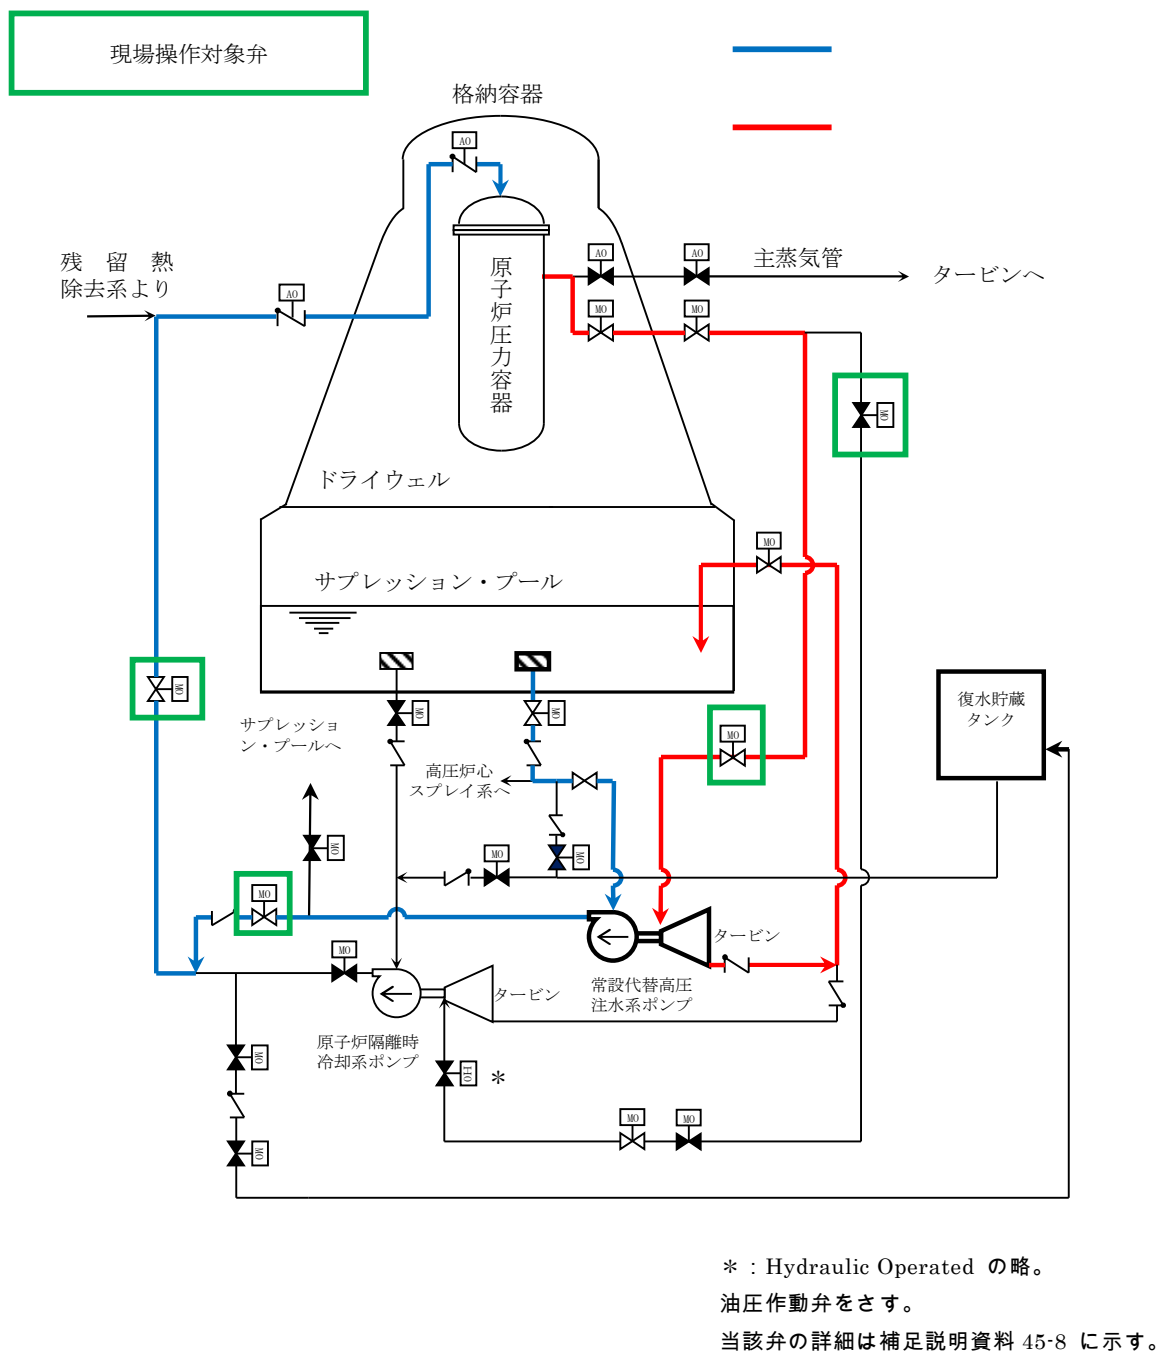 現場操作対象弁
格納容器
AO
残留熱
除去系より
AO
原子炉圧力容器
AO
AO
主蒸気管
タービンへ
MO
MO
MO
ドライウェル
MO
サプレッション・プール
MO
サプレッショ
ン・プールへ
MO
MO
MO
復水貯蔵
タンク
高圧炉心
スプレイ系へ
MO
MO
MO
MO
タービン
MO
タービン
常設代替高圧
注水系ポンプ
原子炉隔離時
冷却系ポンプ
MO
HO
＊
MO
MO
MO
＊：Hydraulic Operated の略。
油圧作動弁をさす。
当該弁の詳細は補足説明資料 45-8 に示す。